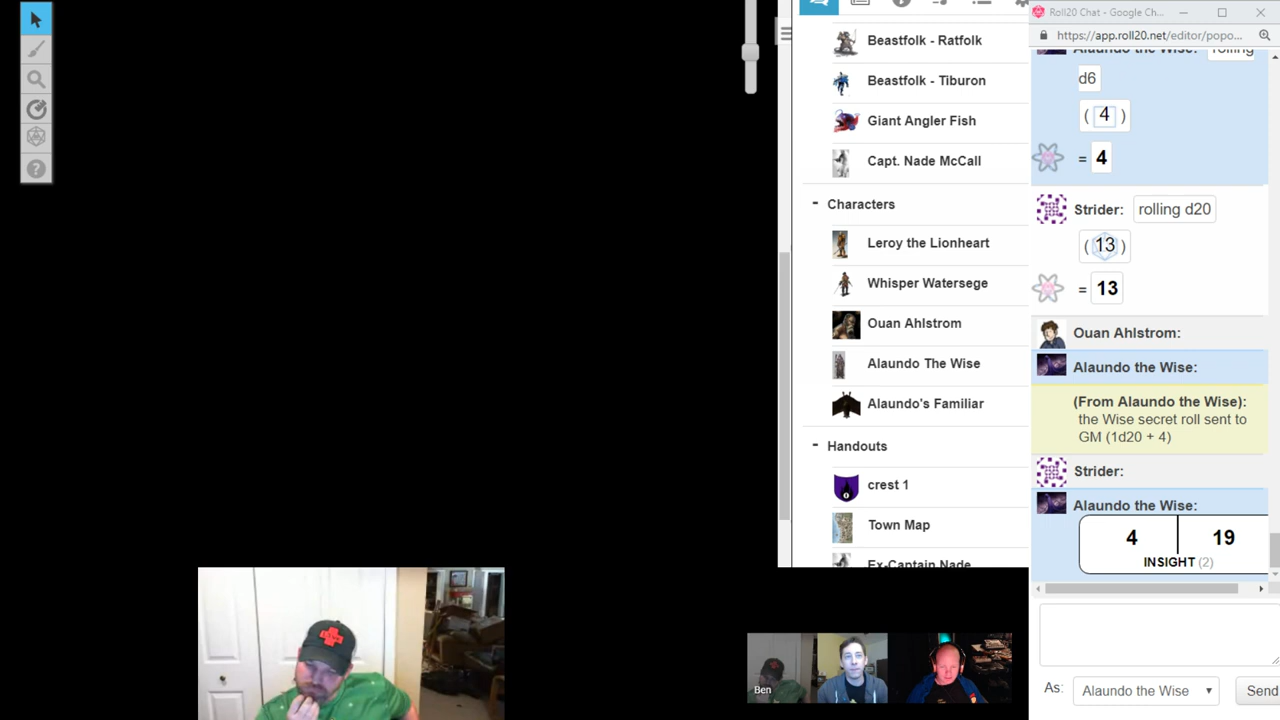 Beastfolk - Ratfolk
Beastfolk - Tiburon
Giant Angler Fish
Capt. Nade McCall
Characters
Leroy the Lionheart
Whisper Watersege
Ouan Ahlstrom
Alaundo The Wise
Alaundo's Familiar
Handouts
crest 1
Town Map
Ex-Captain Nade
Roll20 Chat - Google Ch...
https://app.roll20.net/editor/popo...
Alaundo the Wise: rolling
d6
( 4 )
= 4
Strider: rolling d20
( 13 )
= 13
Ouan Ahlstrom:
Alaundo the Wise:
(From Alaundo the Wise):
the Wise secret roll sent to
GM (1d20 + 4)
Strider:
Alaundo the Wise:
4 19
INSIGHT (2)
As: Alaundo the Wise Send
Ben